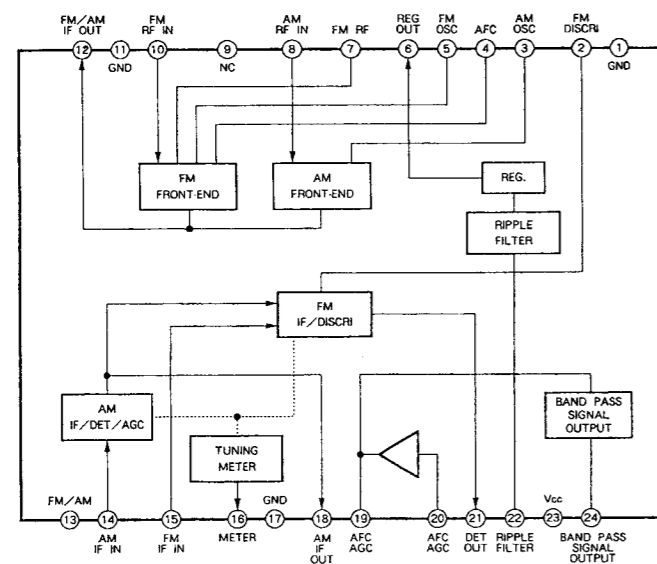 FM/AM
IF OUT
FM
RF IN
AM
RF IN
FM RF
REG
OUT
FM
OSC
AFC
AM
OSC
FM
DISCRI
12
11
10
9
8
7
6
5
4
3
2
1
GND
NC
GND
FM
FRONT-END
AM
FRONT-END
REG.
RIPPLE
FILTER
FM
IF/DISCRI
AM
IF/DET/AGC
TUNING
METER
BAND PASS
SIGNAL
OUTPUT
FM/AM
GND
Vcc
13
14
15
16
17
18
19
20
21
22
23
24
AM
IF IN
FM
IF IN
METER
AM
IF
OUT
AFC
AGC
AFC
AGC
DET
OUT
RIPPLE
FILTER
BAND PASS
SIGNAL
OUTPUT